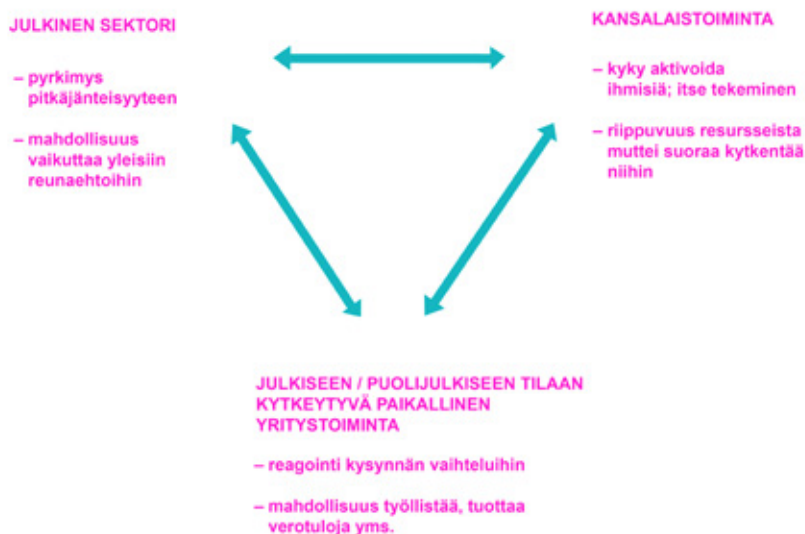 JULKINEN SEKTORI
– pyrkimys
pitkäjänteisyyteen
– mahdollisuus
vaikuttaa yleisiin
reunaehtoihin
KANSALAISTOIMINTA
– kyky aktivoida
ihmisiä; itse tekeminen
– riippuvuus resursseista
muttei suoraa kytkentää
niihin
JULKISEEN / PUOLIJULKISEEN TILAAN
KYTKEYTYVÄ PAIKALLINEN
YRITYSTOIMINTA
– reagointi kysynnän vaihteluihin
– mahdollisuus työllistää, tuottaa
verotuloja yms.